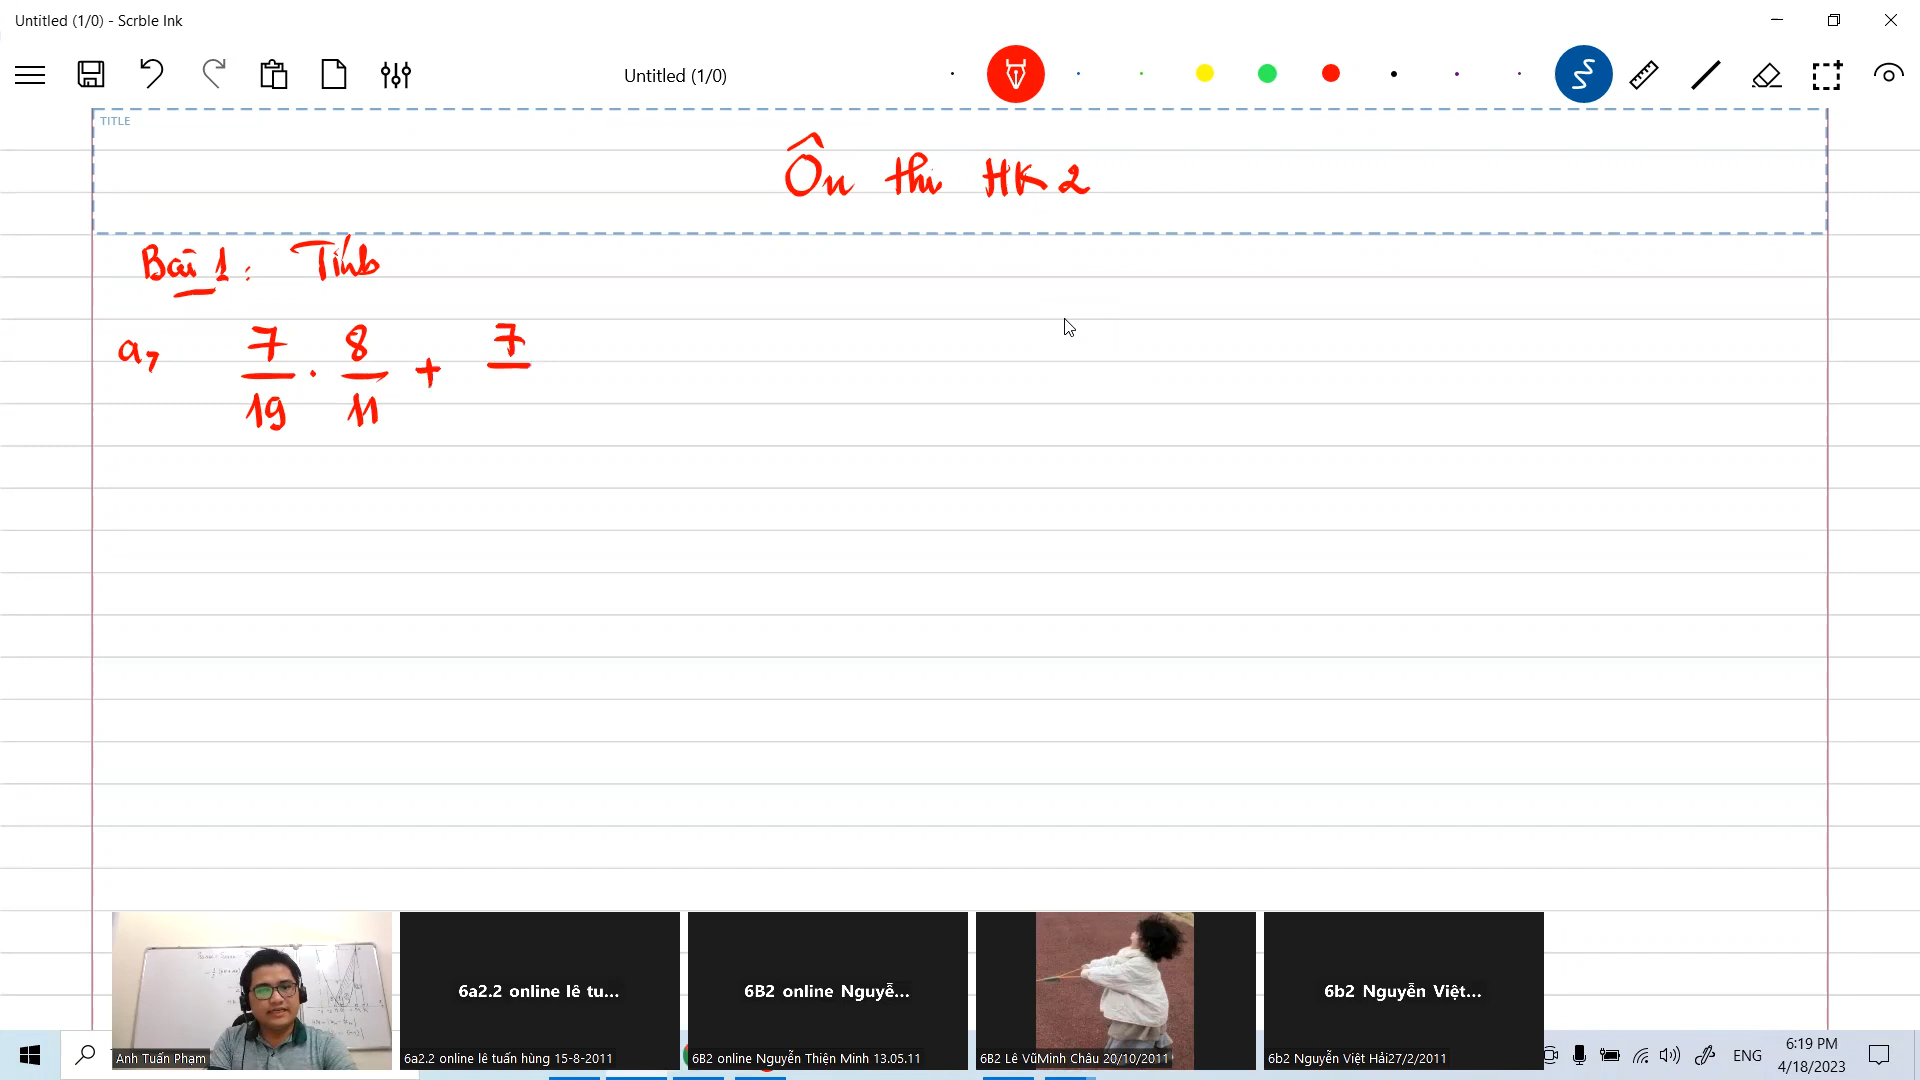 Untitled (1/0) - Scrble Ink
Untitled (1/0)
TITLE
Ôn thi HK2
Bài 1: Tính
a, 7/19 . 8/11 + 7
6a2.2 online lê tu...
6B2 online Nguyễ...
6b2 Nguyễn Việt...
Anh Tuấn Phạm
6a2.2 online lê tuấn hùng 15-8-2011
6B2 online Nguyễn Thiện Minh 13.05.11
6B2 Lê VũMinh Châu 20/10/2011
6b2 Nguyễn Việt Hải27/2/2011
ENG
6:19 PM
4/18/2023